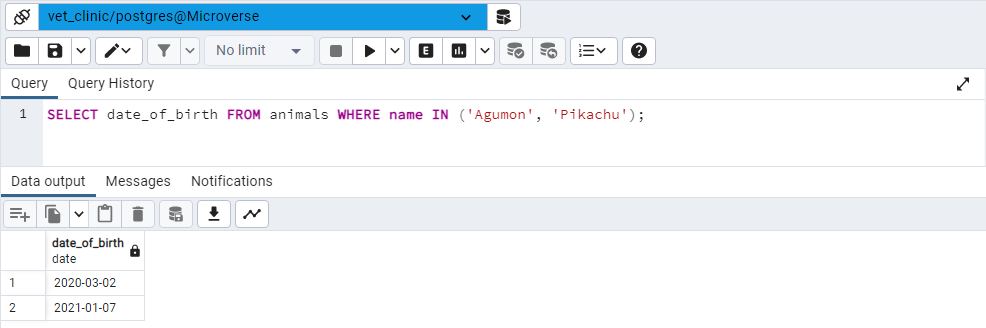 vet_clinic/postgres@Microverse
No limit
E
Query Query History
1 SELECT date_of_birth FROM animals WHERE name IN ('Agumon', 'Pikachu');
Data output Messages Notifications
date_of_birth
date
1 2020-03-02
2 2021-01-07